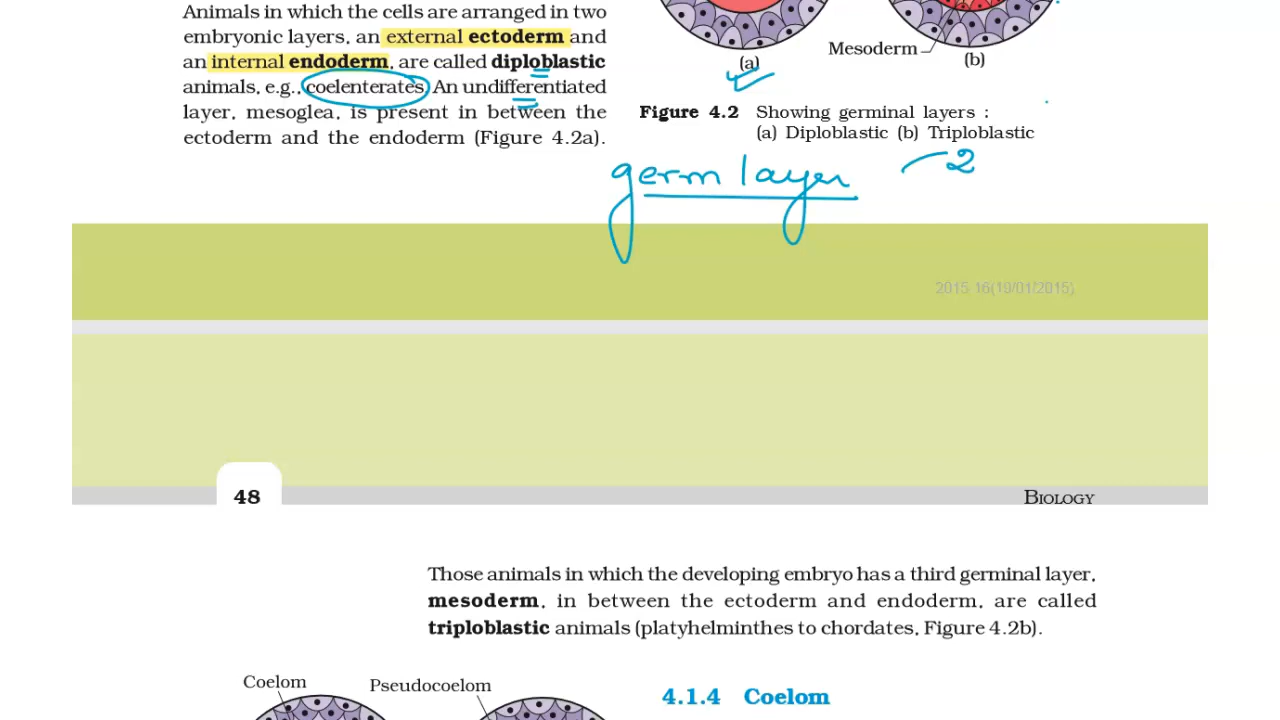 Animals in which the cells are arranged in two
embryonic layers, an external ectoderm and
an internal endoderm, are called diploblastic
animals, e.g., coelenterates. An undifferentiated
layer, mesoglea, is present in between the
ectoderm and the endoderm (Figure 4.2a).
Mesoderm
(a)
(b)
Figure 4.2 Showing germinal layers :
(a) Diploblastic (b) Triploblastic
germ layer 2
2015 16(19/01/2015)
48
BIOLOGY
Those animals in which the developing embryo has a third germinal layer,
mesoderm, in between the ectoderm and endoderm, are called
triploblastic animals (platyhelminthes to chordates, Figure 4.2b).
Coelom
Pseudocoelom
4.1.4 Coelom